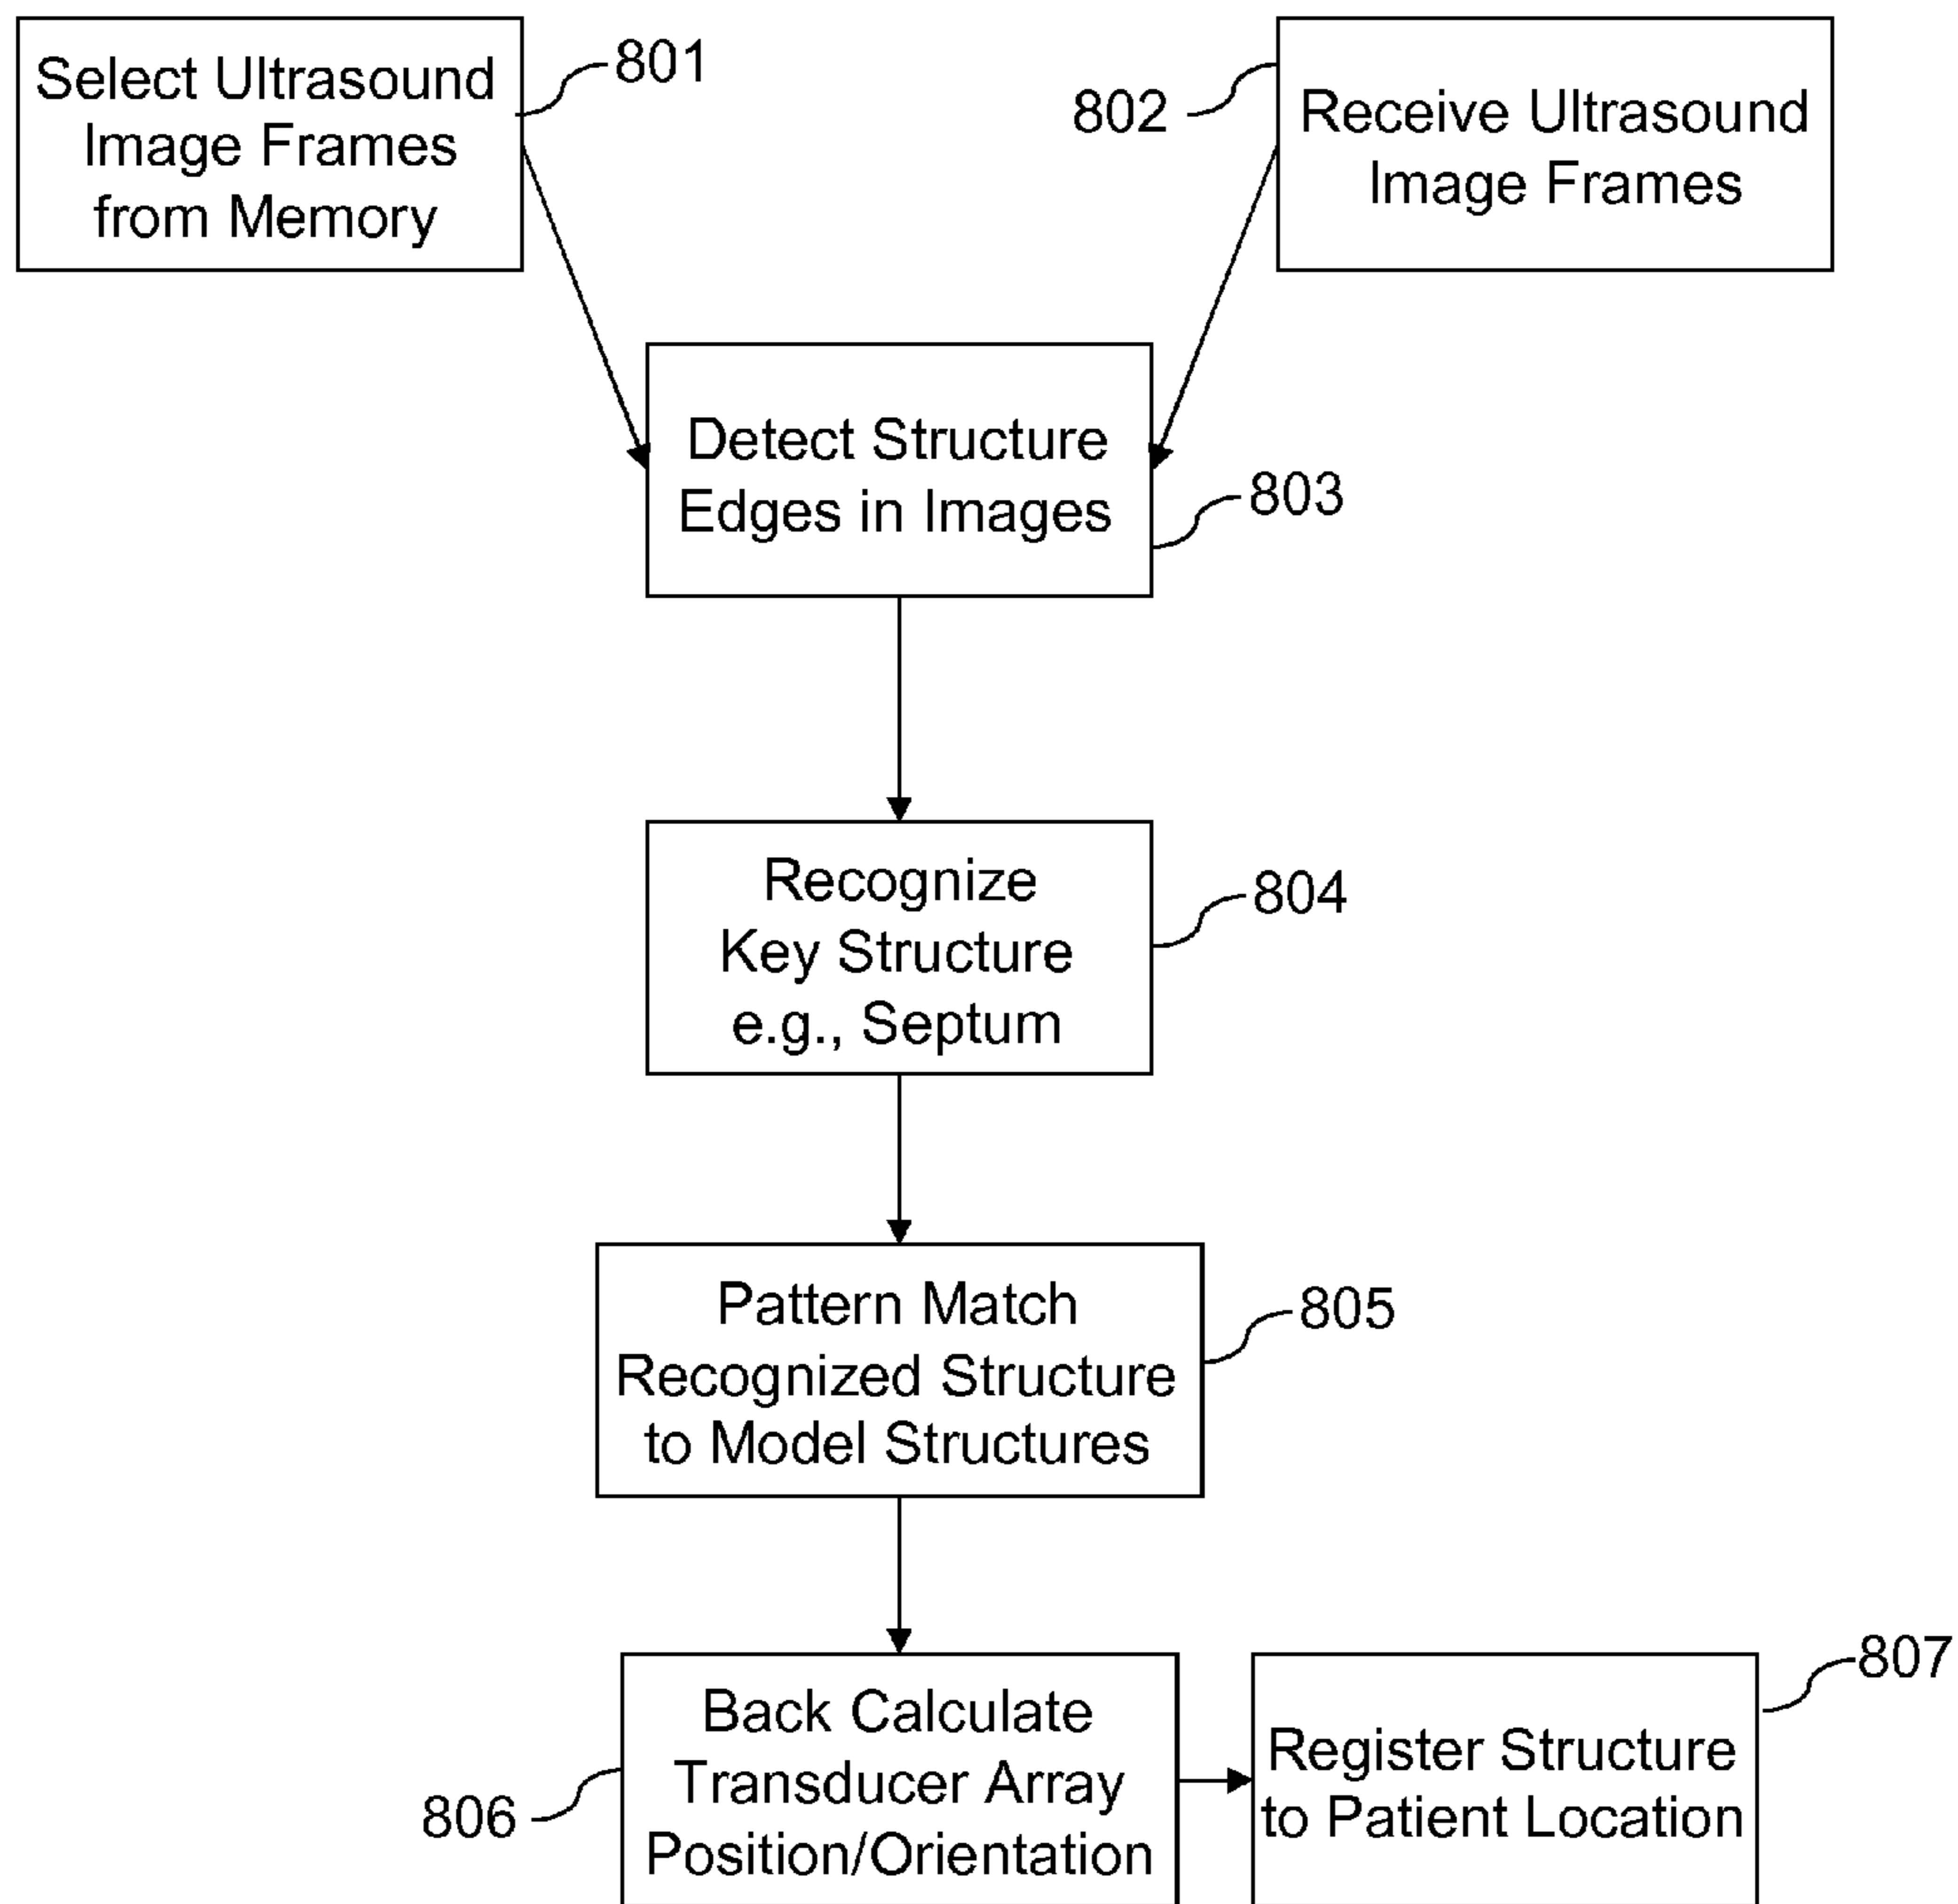 Select Ultrasound
Image Frames
from Memory
801
802
Receive Ultrasound
Image Frames
Detect Structure
Edges in Images
803
Recognize
Key Structure
e.g., Septum
804
Pattern Match
Recognized Structure
to Model Structures
805
806
Back Calculate
Transducer Array
Position/Orientation
Register Structure
to Patient Location
807